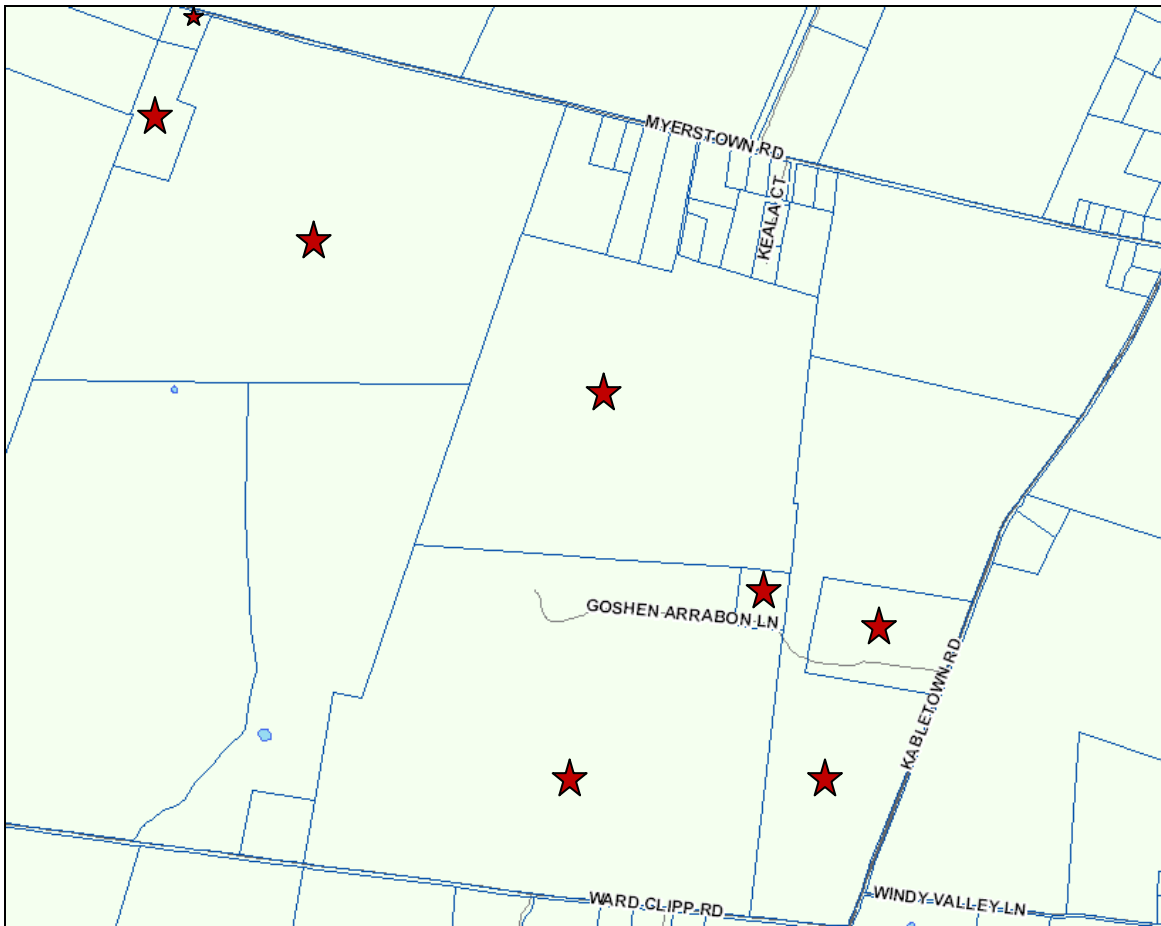 MYERSTOWN RD
KEALA CT
GOSHEN ARRABON LN
KABLETOWN RD
WARD CLIPP RD
WINDY VALLEY LN